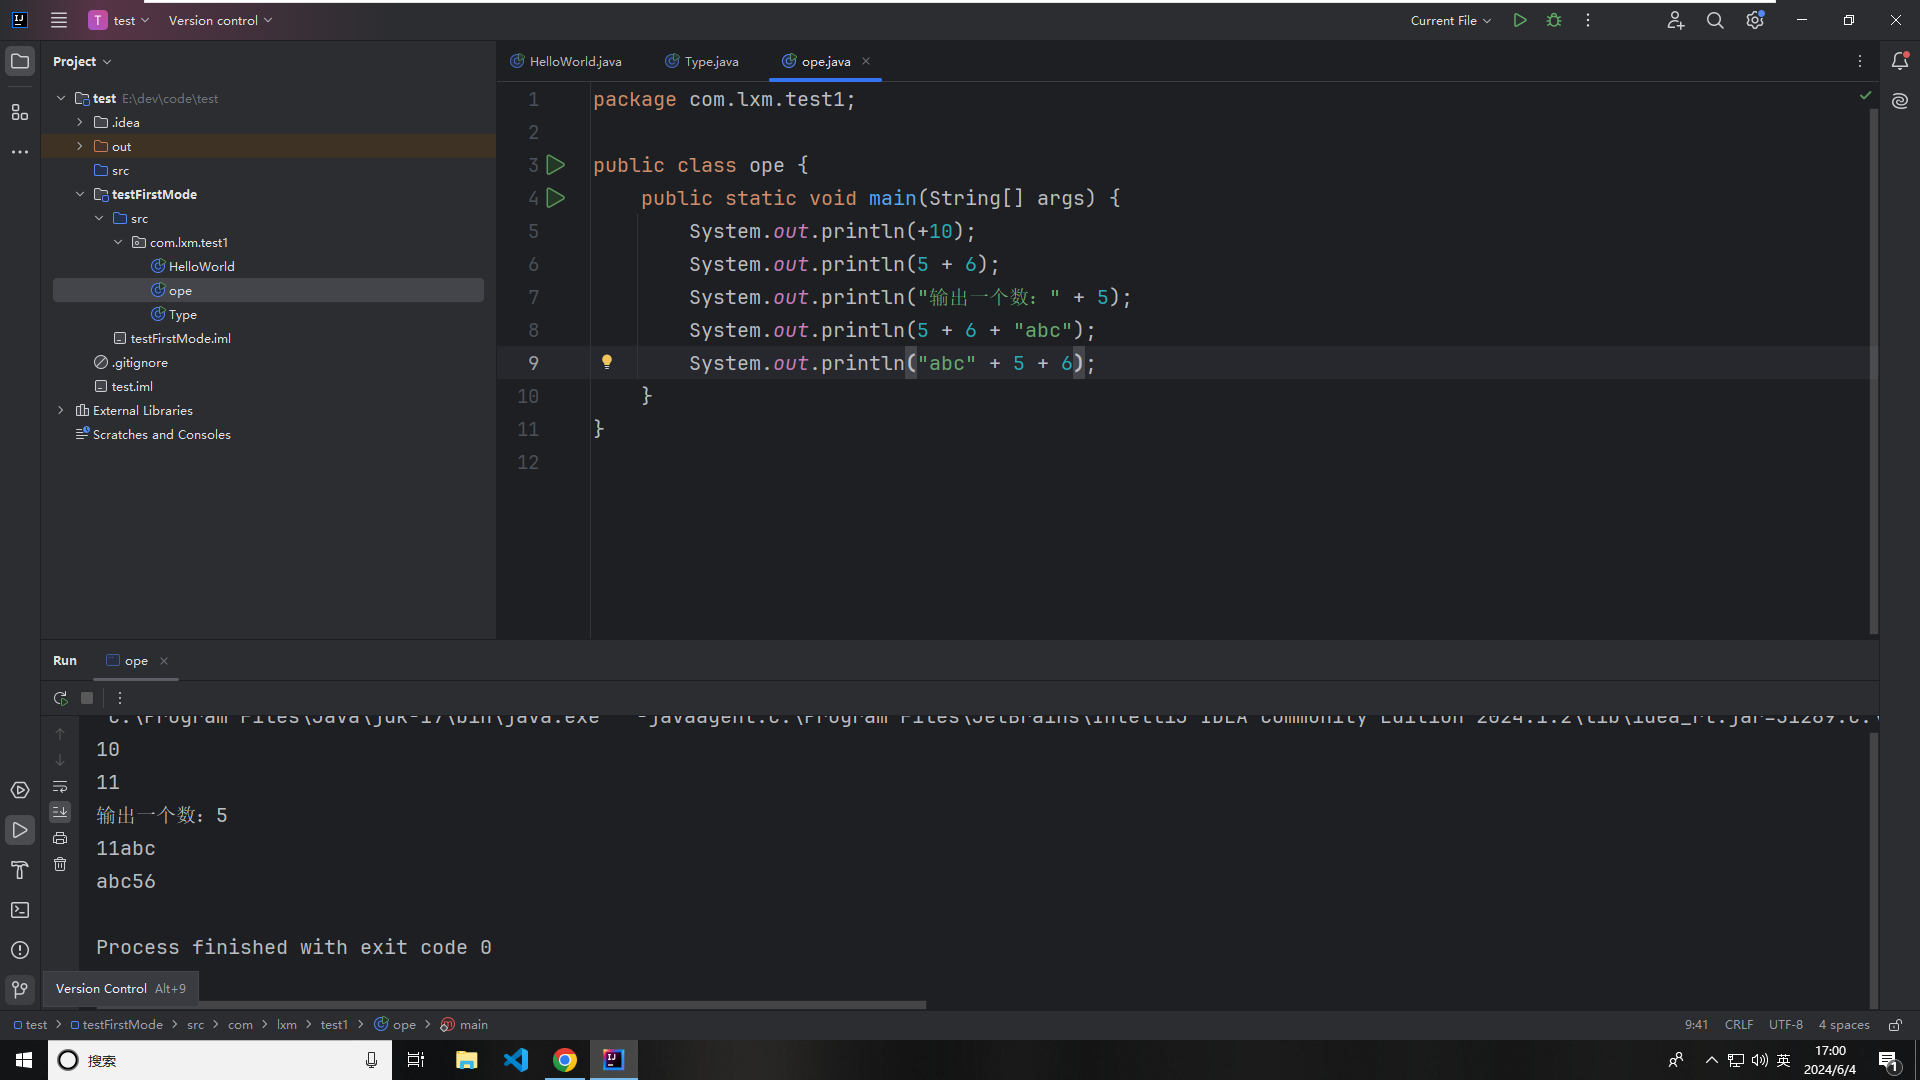 T test Version control Current File
Project
HelloWorld.java Type.java ope.java
test E:\dev\code\test
.idea
out
src
testFirstMode
src
com.lxm.test1
HelloWorld
ope
Type
testFirstMode.iml
.gitignore
test.iml
External Libraries
Scratches and Consoles
1 package com.lxm.test1;
2
3 public class ope {
4 public static void main(String[] args) {
5 System.out.println(+10);
6 System.out.println(5 + 6);
7 System.out.println("输出一个数：" + 5);
8 System.out.println(5 + 6 + "abc");
9 System.out.println("abc" + 5 + 6);
10 }
11 }
12
Run ope
10
11
输出一个数：5
11abc
abc56
Process finished with exit code 0
Version Control Alt+9
test testFirstMode src com lxm test1 ope main 9:41 CRLF UTF-8 4 spaces
搜索 英 17:00
2024/6/4 1